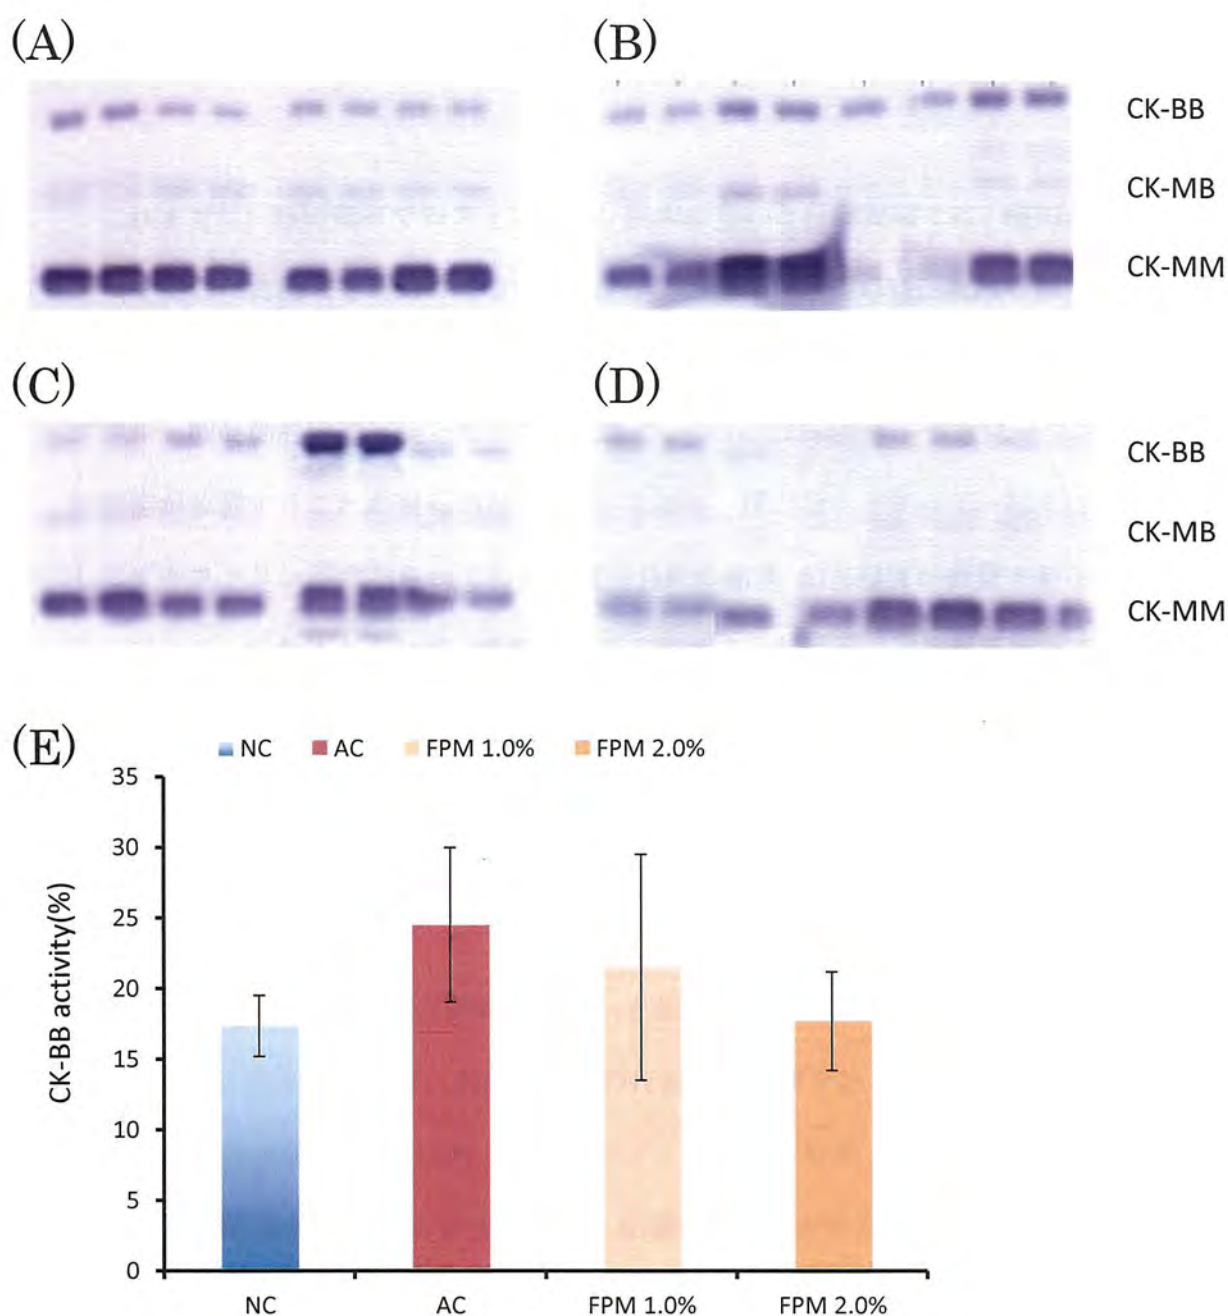 (A)
(B)
CK-BB
CK-MB
CK-MM
(C)
(D)
CK-BB
CK-MB
CK-MM
(E)
NC AC FPM 1.0% FPM 2.0%
CK-BB activity(%)
35
30
25
20
15
10
5
0
NC AC FPM 1.0% FPM 2.0%